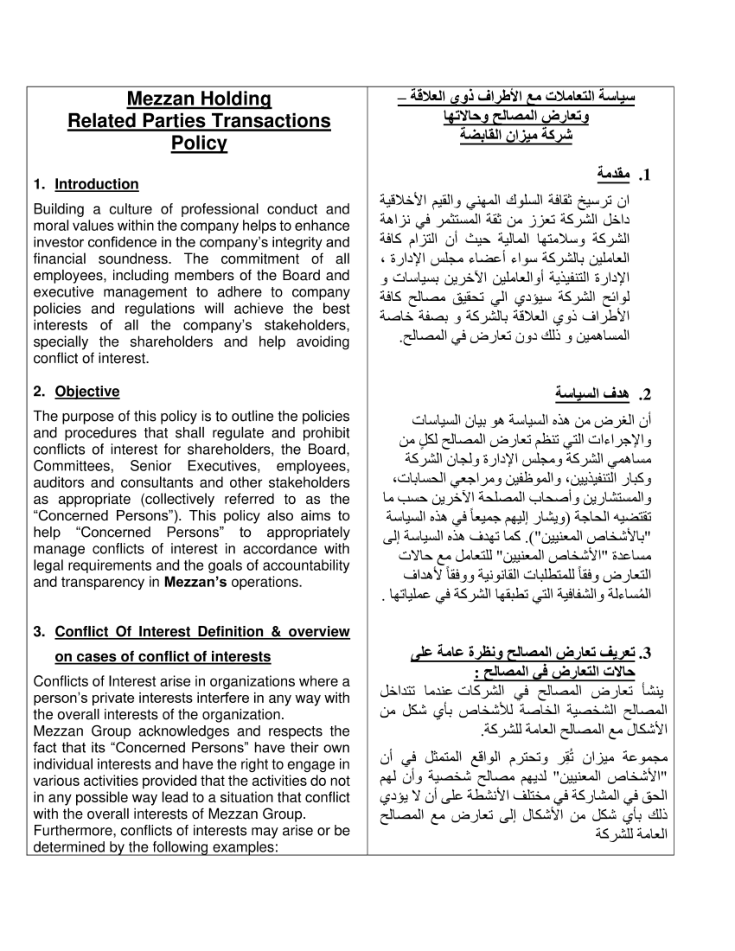 Mezzan Holding
Related Parties Transactions
Policy
1. Introduction
Building a culture of professional conduct and
moral values within the company helps to enhance
investor confidence in the company's integrity and
financial soundness. The commitment of all
employees, including members of the Board and
executive management to adhere to company
policies and regulations will achieve the best
interests of all the company's stakeholders,
specially the shareholders and help avoiding
conflict of interest.
2. Objective
The purpose of this policy is to outline the policies
and procedures that shall regulate and prohibit
conflicts of interest for shareholders, the Board,
Committees, Senior Executives, employees,
auditors and consultants and other stakeholders
as appropriate (collectively referred to as the
“Concerned Persons”). This policy also aims to
help “Concerned Persons” to appropriately
manage conflicts of interest in accordance with
legal requirements and the goals of accountability
and transparency in Mezzan's operations.
3. Conflict Of Interest Definition & overview
on cases of conflict of interests
Conflicts of Interest arise in organizations where a
person's private interests interfere in any way with
the overall interests of the organization.
Mezzan Group acknowledges and respects the
fact that its “Concerned Persons” have their own
individual interests and have the right to engage in
various activities provided that the activities do not
in any possible way lead to a situation that conflict
with the overall interests of Mezzan Group.
Furthermore, conflicts of interests may arise or be
determined by the following examples:
سياسة التعاملات مع الأطراف ذوي العلاقة –
وتعارض المصالح وحالاتها
شركة ميزان القابضة
1. مقدمة
ان ترسيخ ثقافة السلوك المهني والقيم الأخلاقية
داخل الشركة تعزز من ثقة المستثمر في نزاهة
الشركة وسلامتها المالية حيث أن التزام كافة
العاملين بالشركة سواء أعضاء مجلس الإدارة ،
الإدارة التنفيذية أوالعاملين الآخرين بسياسات و
لوائح الشركة سيؤدي الي تحقيق مصالح كافة
الأطراف ذوي العلاقة بالشركة و بصفة خاصة
المساهمين و ذلك دون تعارض في المصالح.
2. هدف السياسة
أن الغرض من هذه السياسة هو بيان السياسات
والإجراءات التي تنظم تعارض المصالح لكلٍ من
مساهمي الشركة ومجلس الإدارة ولجان الشركة
وكبار التنفيذيين، والموظفين ومراجعي الحسابات،
والمستشارين وأصحاب المصلحة الآخرين حسب ما
تقتضيه الحاجة (ويشار إليهم جميعاً في هذه السياسة
"بالأشخاص المعنيين"). كما تهدف هذه السياسة إلى
مساعدة "الأشخاص المعنيين" للتعامل مع حالات
التعارض وفقاً للمتطلبات القانونية ووفقاً لأهداف
المُساءلة والشفافية التي تطبقها الشركة في عملياتها .
3. تعريف تعارض المصالح ونظرة عامة على
حالات التعارض في المصالح :
ينشأ تعارض المصالح في الشركات عندما تتداخل
المصالح الشخصية الخاصة للأشخاص بأي شكل من
الأشكال مع المصالح العامة للشركة.
مجموعة ميزان تُقِر وتحترم الواقع المتمثل في أن
"الأشخاص المعنيين" لديهم مصالح شخصية وأن لهم
الحق في المشاركة في مختلف الأنشطة على أن لا يؤدي
ذلك بأي شكل من الأشكال إلى تعارض مع المصالح
العامة للشركة